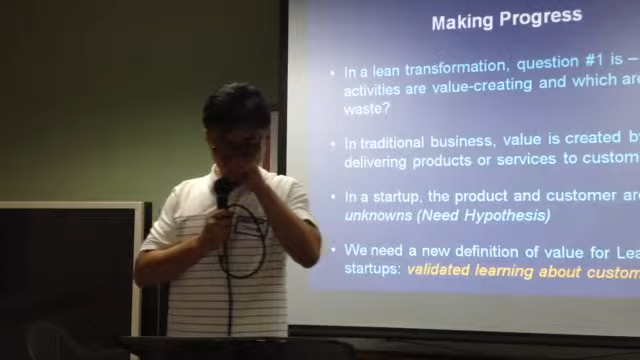 Making Progress
• In a lean transformation, question #1 is –
activities are value-creating and which are
waste?
• In traditional business, value is created by
delivering products or services to custom
• In a startup, the product and customer are
unknowns (Need Hypothesis)
• We need a new definition of value for Lea
startups: validated learning about custom